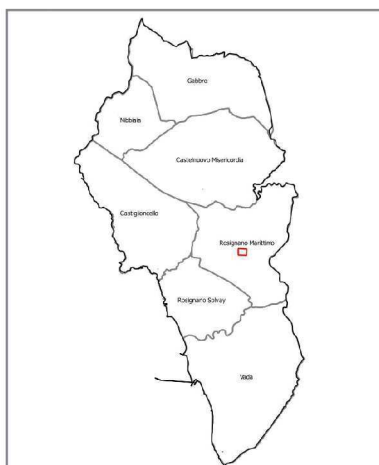 Gabbro
Nibbiaia
Castelnuovo Misericordia
Castiglioncello
Rosignano Marittimo
Rosignano Solvay
Vada